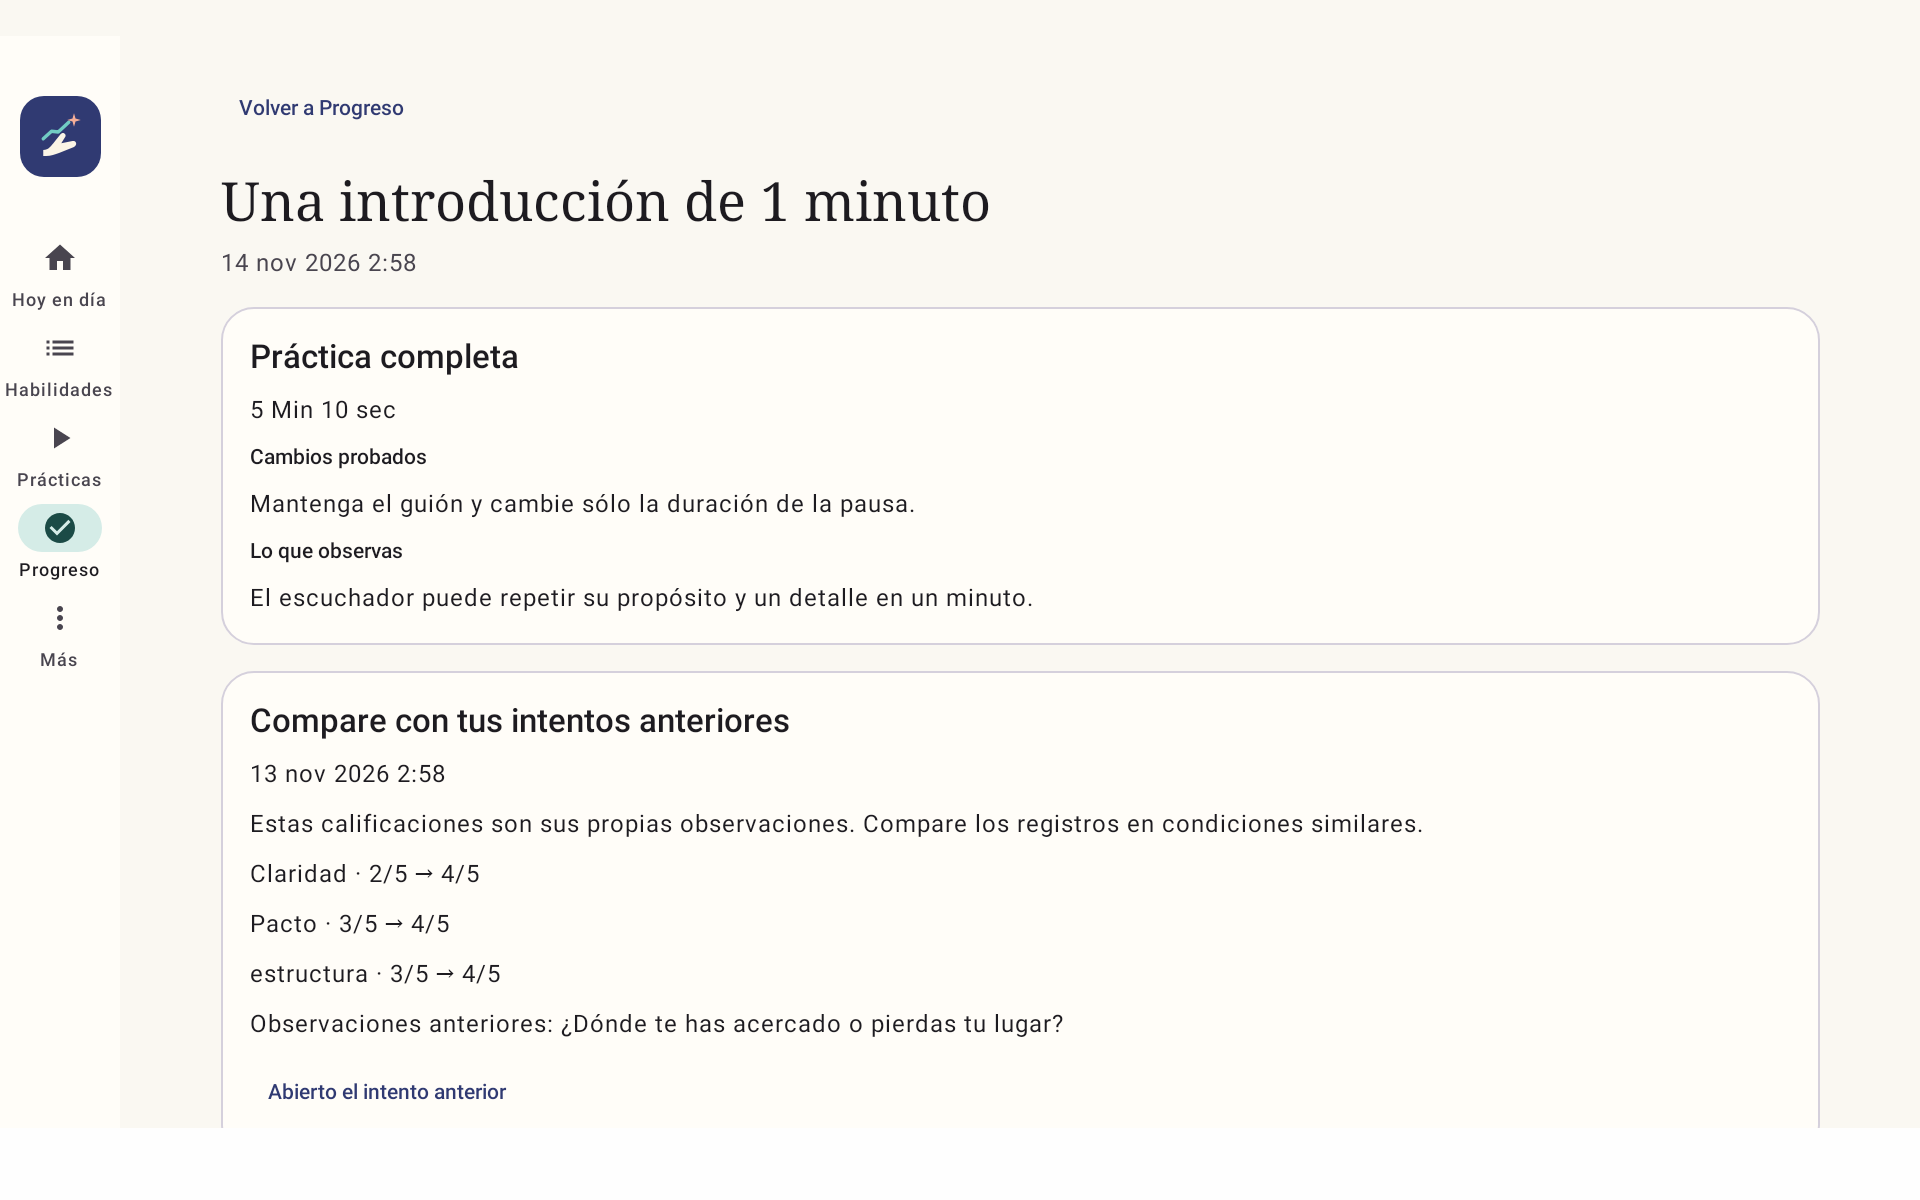 Volver a Progreso
Una introducción de 1 minuto
14 nov 2026 2:58
Hoy en día
Habilidades
Prácticas
Progreso
Más
Práctica completa
5 Min 10 sec
Cambios probados
Mantenga el guión y cambie sólo la duración de la pausa.
Lo que observas
El escuchador puede repetir su propósito y un detalle en un minuto.
Compare con tus intentos anteriores
13 nov 2026 2:58
Estas calificaciones son sus propias observaciones. Compare los registros en condiciones similares.
Claridad · 2/5 → 4/5
Pacto · 3/5 → 4/5
estructura · 3/5 → 4/5
Observaciones anteriores: ¿Dónde te has acercado o pierdas tu lugar?
Abierto el intento anterior